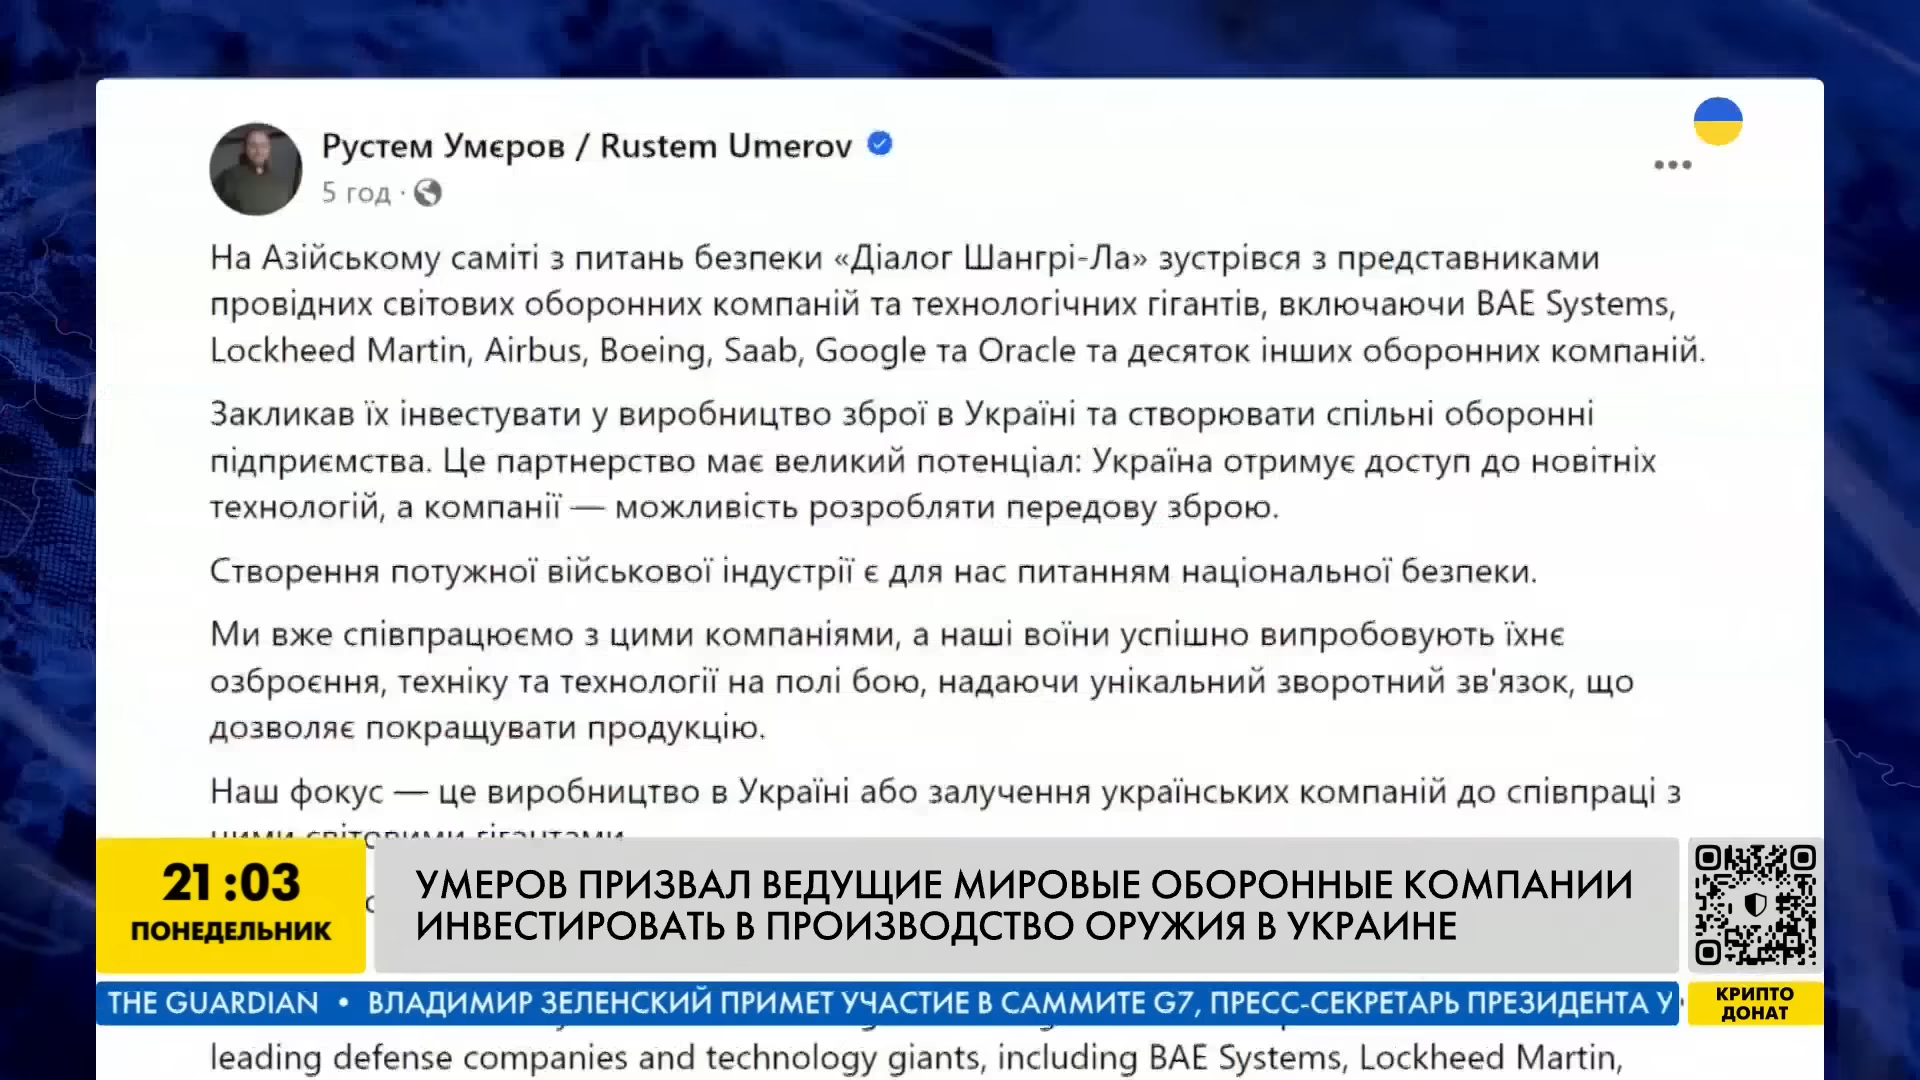 Рустем Умєров / Rustem Umerov
5 год ·
На Азійському саміті з питань безпеки «Діалог Шангрі-Ла» зустрівся з представниками
провідних світових оборонних компаній та технологічних гігантів, включаючи BAE Systems,
Lockheed Martin, Airbus, Boeing, Saab, Google та Oracle та десяток інших оборонних компаній.
Закликав їх інвестувати у виробництво зброї в Україні та створювати спільні оборонні
підприємства. Це партнерство має великий потенціал: Україна отримує доступ до новітніх
технологій, а компанії — можливість розробляти передову зброю.
Створення потужної військової індустрії є для нас питанням національної безпеки.
Ми вже співпрацюємо з цими компаніями, а наші воїни успішно випробовують їхнє
озброєння, техніку та технології на полі бою, надаючи унікальний зворотний зв'язок, що
дозволяє покращувати продукцію.
Наш фокус — це виробництво в Україні або залучення українських компаній до співпраці з
цими світовими гігантами
21:03
ПОНЕДЕЛЬНИК
УМЕРОВ ПРИЗВАЛ ВЕДУЩИЕ МИРОВЫЕ ОБОРОННЫЕ КОМПАНИИ
ИНВЕСТИРОВАТЬ В ПРОИЗВОДСТВО ОРУЖИЯ В УКРАИНЕ
THE GUARDIAN • ВЛАДИМИР ЗЕЛЕНСКИЙ ПРИМЕТ УЧАСТИЕ В САММИТЕ G7, ПРЕСС-СЕКРЕТАРЬ ПРЕЗИДЕНТА У
КРИПТО
ДОНАТ
leading defense companies and technology giants, including BAE Systems, Lockheed Martin,